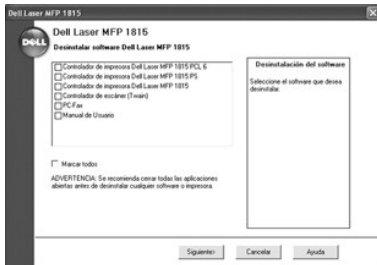 Dell Laser MFP 1815
DELL
Dell Laser MFP 1815
Desinstalar software Dell Laser MFP 1815
Controlador de impresora Dell Laser MFP 1815 PCL 6
Controlador de impresora Dell Laser MFP 1815 PS
Controlador de impresora Dell Laser MFP 1815
Controlador de escáner (Twain)
PC-Fax
Manual de Usuario
Marcar todos
ADVERTENCIA: Se recomienda cerrar todas las aplicaciones
abiertas antes de desinstalar cualquier software o impresora
Desinstalación del software
Seleccione el software que desea
desinstalar.
Siguiente>
Cancelar
Ayuda